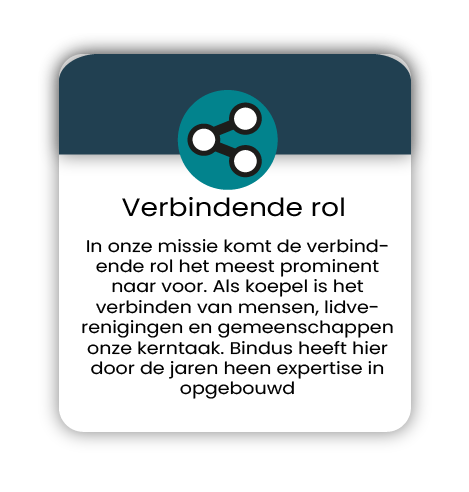 Verbindende rol
In onze missie komt de verbind-
ende rol het meest prominent
naar voor. Als koepel is het
verbinden van mensen, lidve-
renigingen en gemeenschappen
onze kerntaak. Bindus heeft hier
door de jaren heen expertise in
opgebouwd